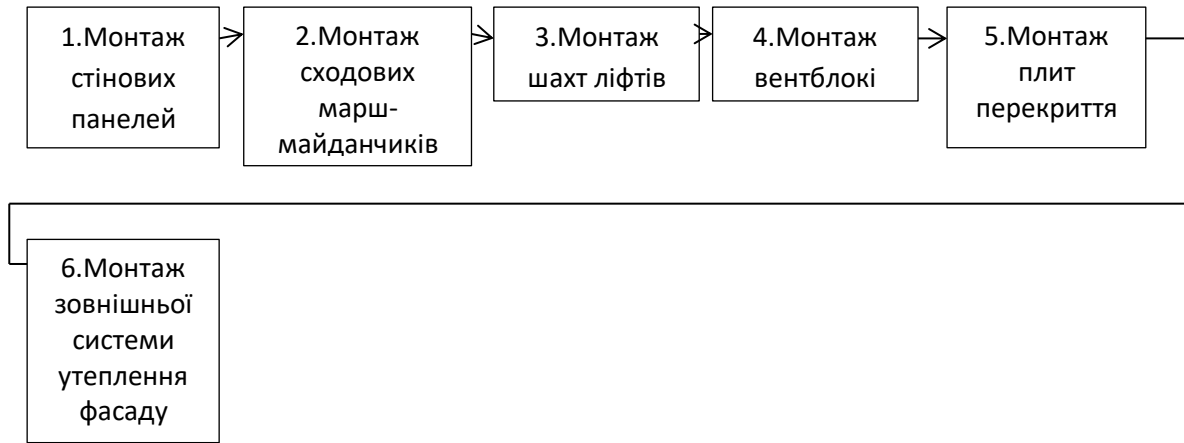 1.Монтаж
стінових
панелей
2.Монтаж
сходових
марш-
майданчиків
3.Монтаж
шахт ліфтів
4.Монтаж
вентблокі
5.Монтаж
плит
перекриття
6.Монтаж
зовнішньої
системи
утеплення
фасаду